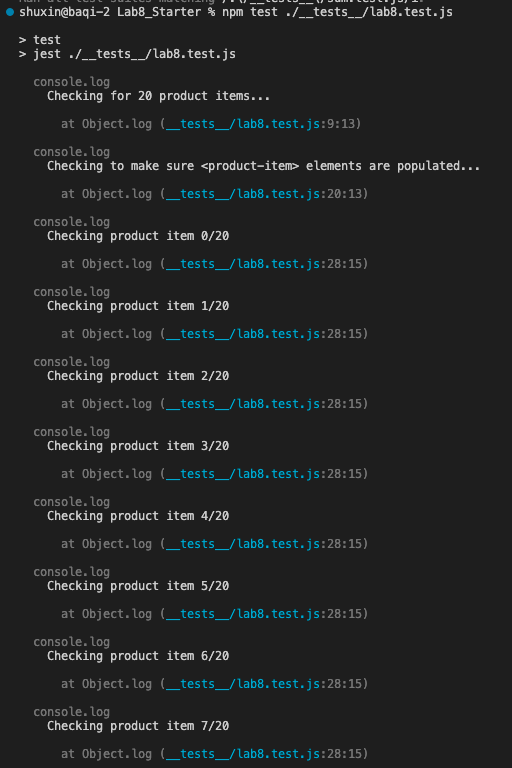 shuxin@baqi-2 Lab8_Starter % npm test ./__tests__/lab8.test.js
> test
> jest ./__tests__/lab8.test.js
console.log
Checking for 20 product items...
at Object.log (__tests__/lab8.test.js:9:13)
console.log
Checking to make sure <product-item> elements are populated...
at Object.log (__tests__/lab8.test.js:20:13)
console.log
Checking product item 0/20
at Object.log (__tests__/lab8.test.js:28:15)
console.log
Checking product item 1/20
at Object.log (__tests__/lab8.test.js:28:15)
console.log
Checking product item 2/20
at Object.log (__tests__/lab8.test.js:28:15)
console.log
Checking product item 3/20
at Object.log (__tests__/lab8.test.js:28:15)
console.log
Checking product item 4/20
at Object.log (__tests__/lab8.test.js:28:15)
console.log
Checking product item 5/20
at Object.log (__tests__/lab8.test.js:28:15)
console.log
Checking product item 6/20
at Object.log (__tests__/lab8.test.js:28:15)
console.log
Checking product item 7/20
at Object.log (__tests__/lab8.test.js:28:15)